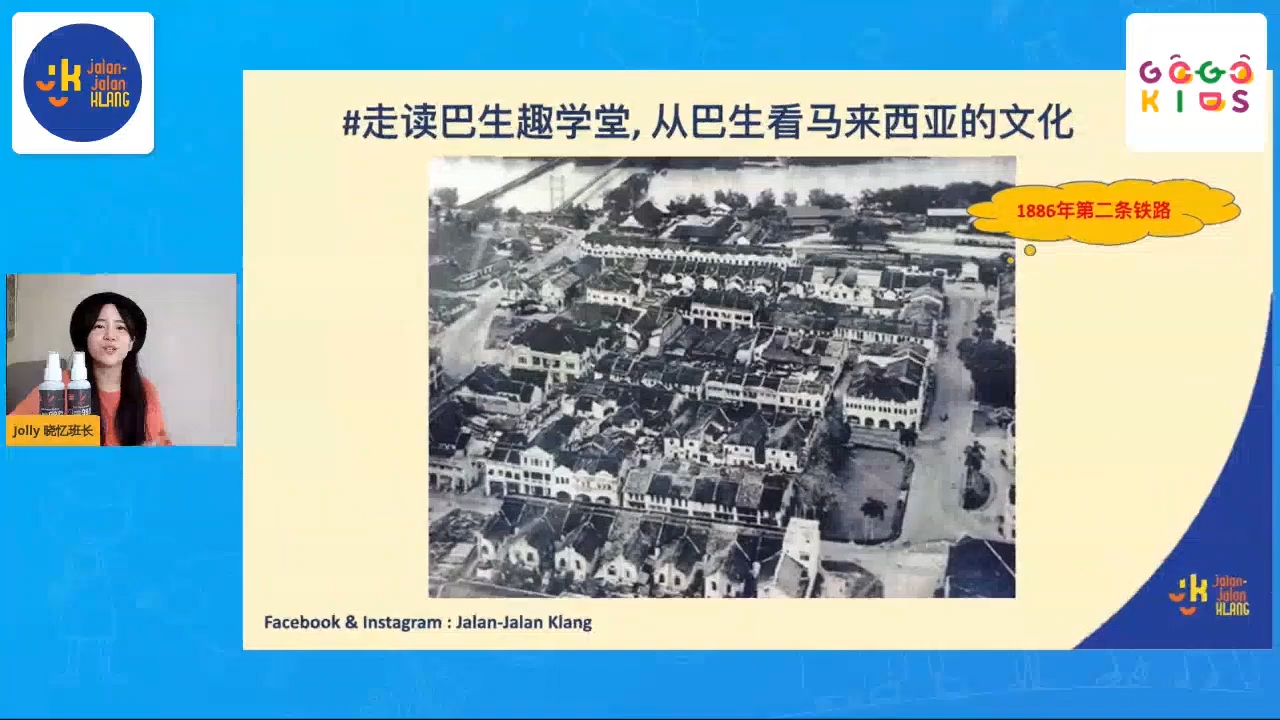 jk jalan-
jalan
KLANG
GOGO
KIDS
#走读巴生趣学堂, 从巴生看马来西亚的文化
1886年第二条铁路
jolly 晓忆班长
Facebook & Instagram : Jalan-Jalan Klang
jk jalan-
jalan
KLANG